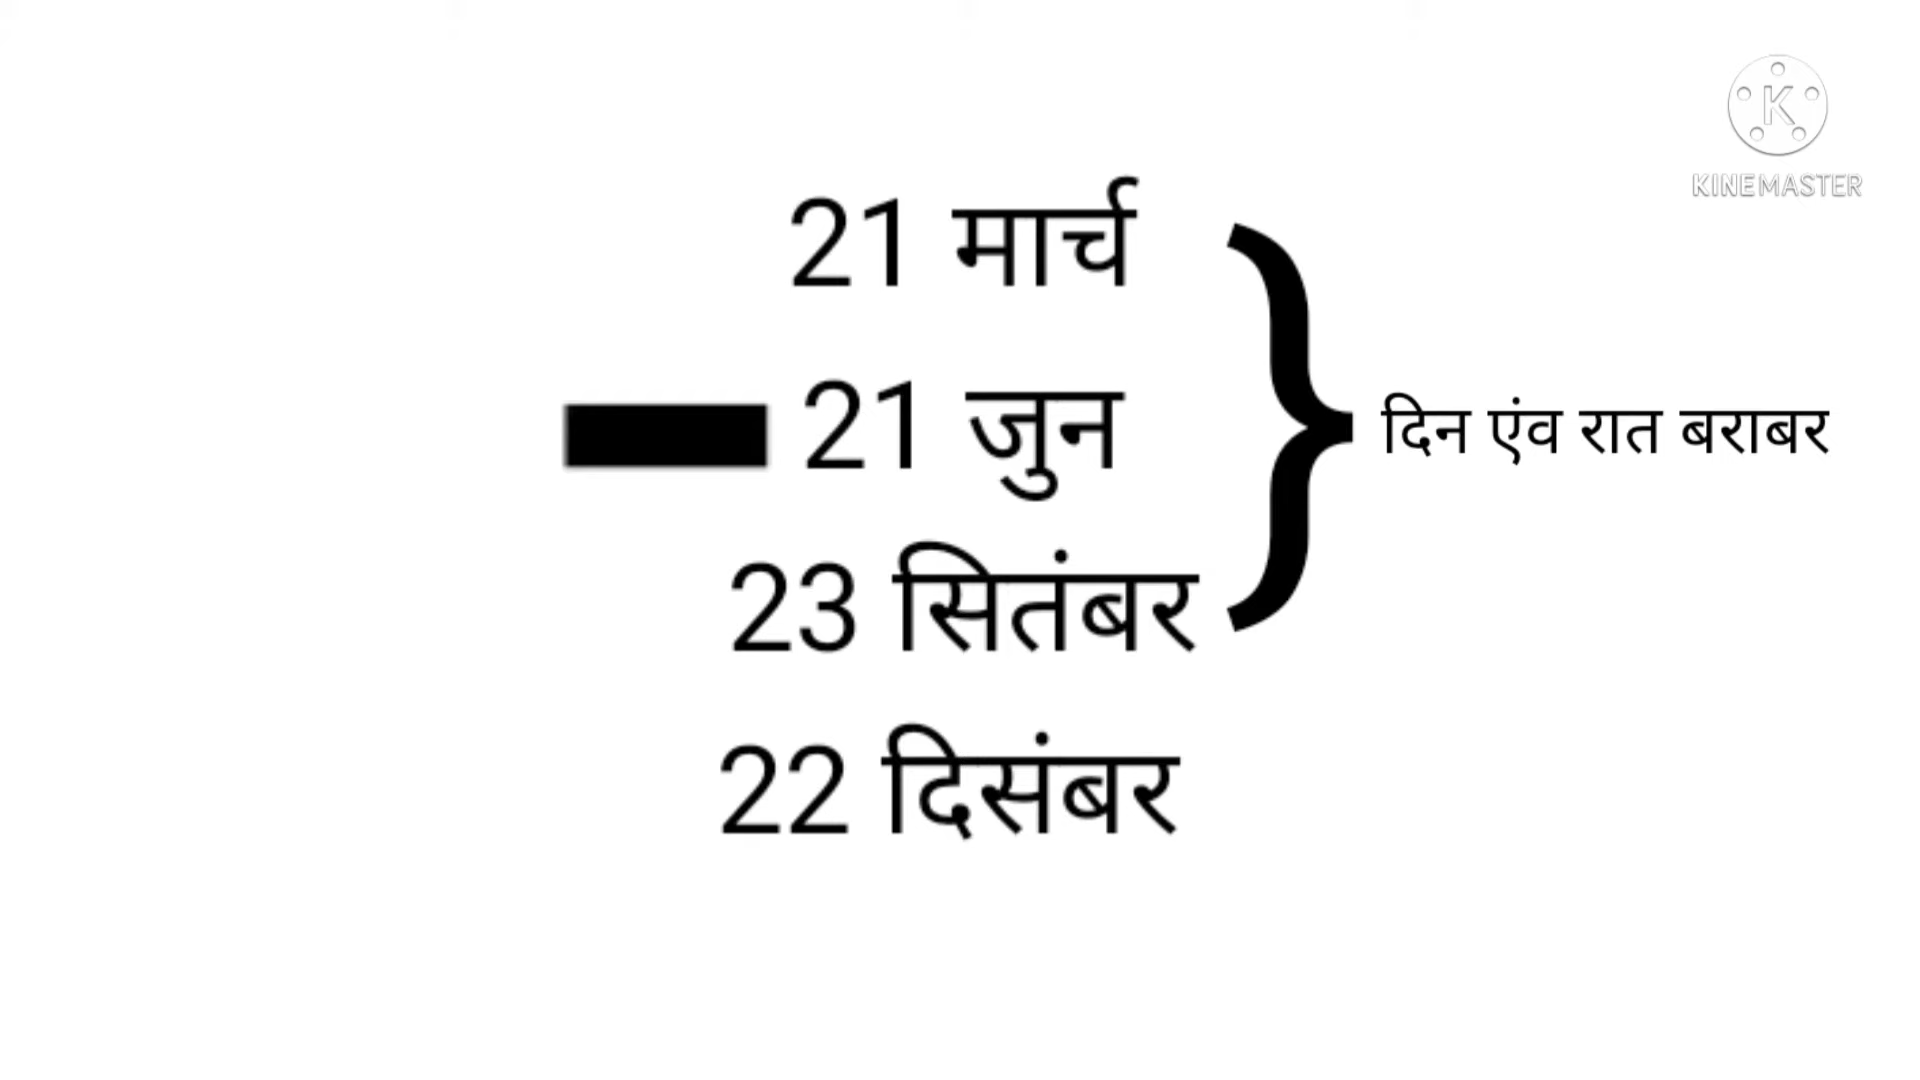 KINEMASTER
21 मार्च
21 जुन
दिन एंव रात बराबर
23 सितंबर
22 दिसंबर